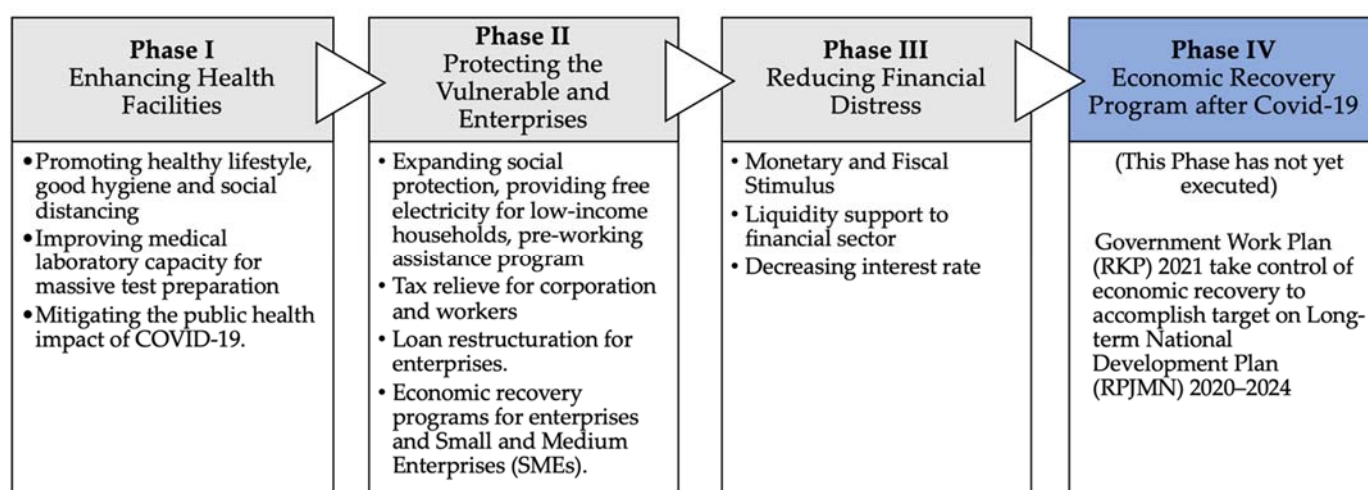 Phase I
Enhancing Health
Facilities
•Promoting healthy lifestyle,
good hygiene and social
distancing
•Improving medical
laboratory capacity for
massive test preparation
•Mitigating the public health
impact of COVID-19.
Phase II
Protecting the
Vulnerable and
Enterprises
• Expanding social
protection, providing free
electricity for low-income
households, pre-working
assistance program
• Tax relieve for corporation
and workers
• Loan restructuration for
enterprises.
• Economic recovery
programs for enterprises
and Small and Medium
Enterprises (SMEs).
Phase III
Reducing Financial
Distress
• Monetary and Fiscal
Stimulus
• Liquidity support to
financial sector
• Decreasing interest rate
Phase IV
Economic Recovery
Program after Covid-19
(This Phase has not yet
executed)
Government Work Plan
(RKP) 2021 take control of
economic recovery to
accomplish target on Long-
term National
Development Plan
(RPJMN) 2020–2024